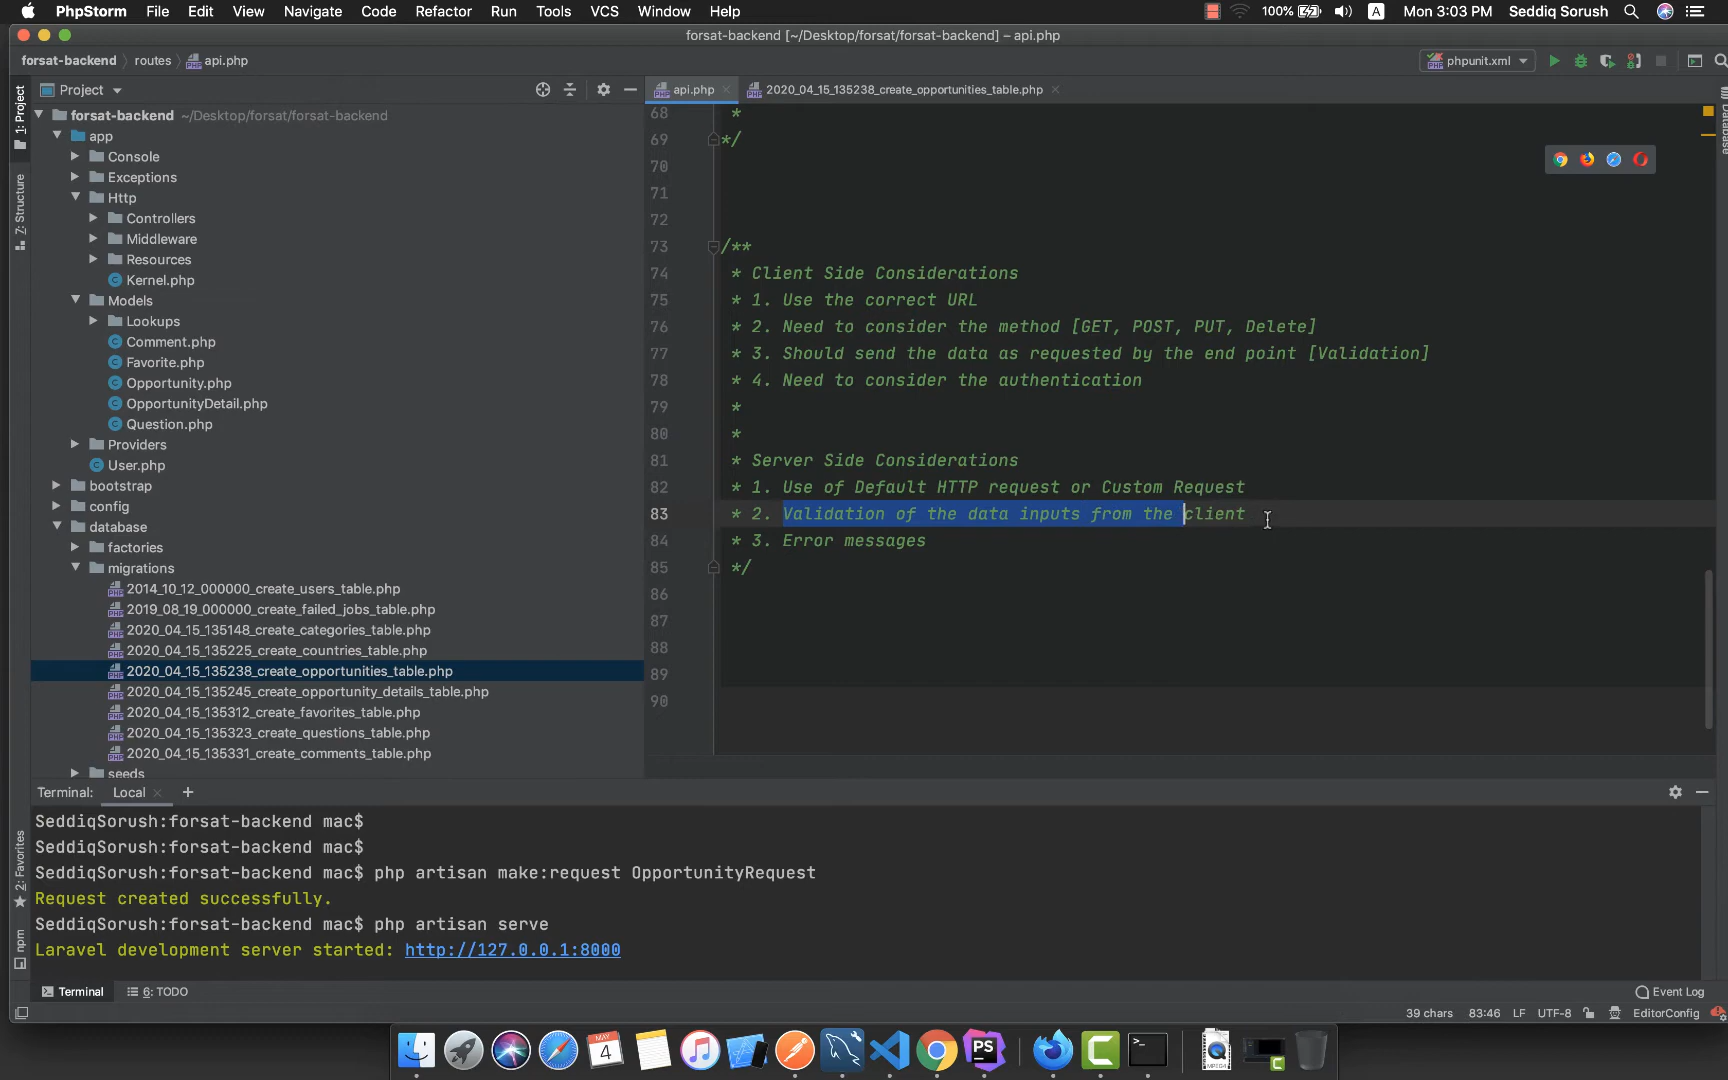 PhpStorm File Edit View Navigate Code Refactor Run Tools VCS Window Help
100% A Mon 3:03 PM Seddiq Sorush
forsat-backend [~/Desktop/forsat/forsat-backend] – api.php
forsat-backend routes api.php
phpunit.xml
Project
api.php
2020_04_15_135238_create_opportunities_table.php
1: Project
7: Structure
2: Favorites
npm
Database
forsat-backend ~/Desktop/forsat/forsat-backend
app
Console
Exceptions
Http
Controllers
Middleware
Resources
Kernel.php
Models
Lookups
Comment.php
Favorite.php
Opportunity.php
OpportunityDetail.php
Question.php
Providers
User.php
bootstrap
config
database
factories
migrations
2014_10_12_000000_create_users_table.php
2019_08_19_000000_create_failed_jobs_table.php
2020_04_15_135148_create_categories_table.php
2020_04_15_135225_create_countries_table.php
2020_04_15_135238_create_opportunities_table.php
2020_04_15_135245_create_opportunity_details_table.php
2020_04_15_135312_create_favorites_table.php
2020_04_15_135323_create_questions_table.php
2020_04_15_135331_create_comments_table.php
seeds
68 *
69 */
70
71
72
73 /**
74 * Client Side Considerations
75 * 1. Use the correct URL
76 * 2. Need to consider the method [GET, POST, PUT, Delete]
77 * 3. Should send the data as requested by the end point [Validation]
78 * 4. Need to consider the authentication
79 *
80 *
81 * Server Side Considerations
82 * 1. Use of Default HTTP request or Custom Request
83 * 2. Validation of the data inputs from the client
84 * 3. Error messages
85 */
86
87
88
89
90
Terminal: Local +
SeddiqSorush:forsat-backend mac$
SeddiqSorush:forsat-backend mac$
SeddiqSorush:forsat-backend mac$ php artisan make:request OpportunityRequest
Request created successfully.
SeddiqSorush:forsat-backend mac$ php artisan serve
Laravel development server started: http://127.0.0.1:8000
Terminal 6: TODO
Event Log
39 chars 83:46 LF UTF-8 EditorConfig
MAY
4
PS